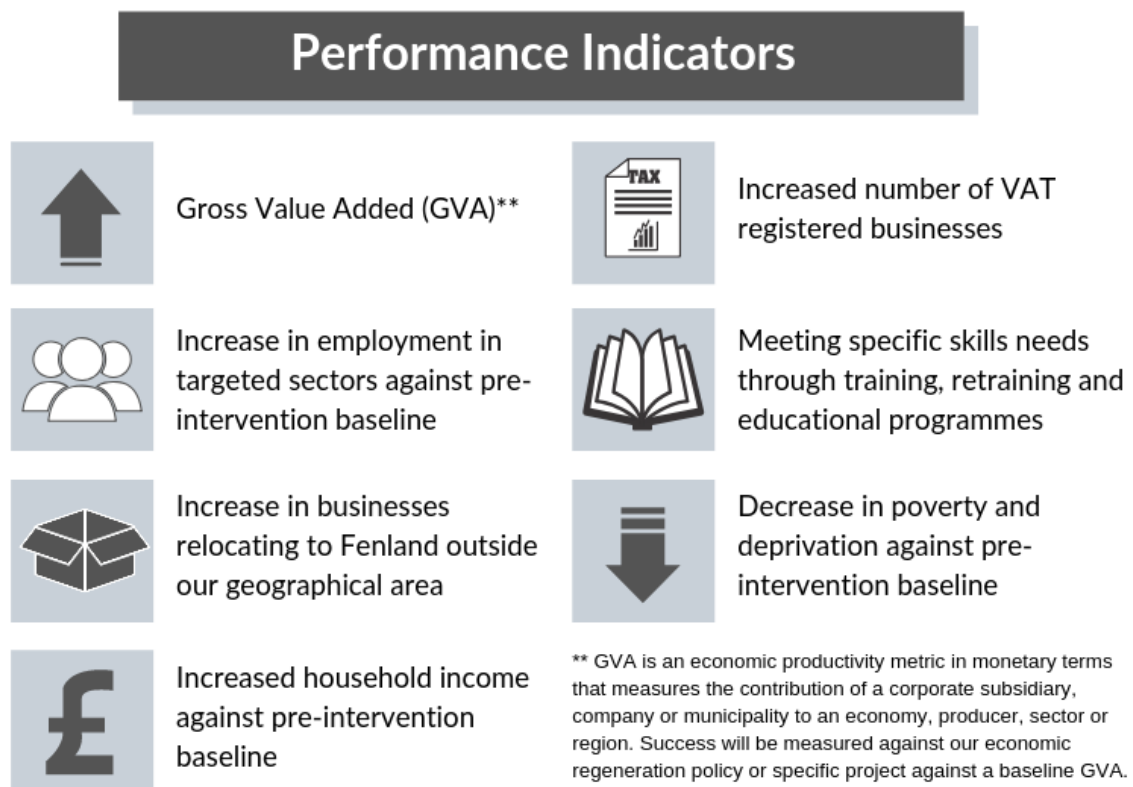 Performance Indicators
Gross Value Added (GVA)**
Increase in employment in
targeted sectors against pre-
intervention baseline
Increase in businesses
relocating to Fenland outside
our geographical area
Increased household income
against pre-intervention
baseline
TAX
Increased number of VAT
registered businesses
Meeting specific skills needs
through training, retraining and
educational programmes
Decrease in poverty and
deprivation against pre-
intervention baseline
** GVA is an economic productivity metric in monetary terms
that measures the contribution of a corporate subsidiary,
company or municipality to an economy, producer, sector or
region. Success will be measured against our economic
regeneration policy or specific project against a baseline GVA.